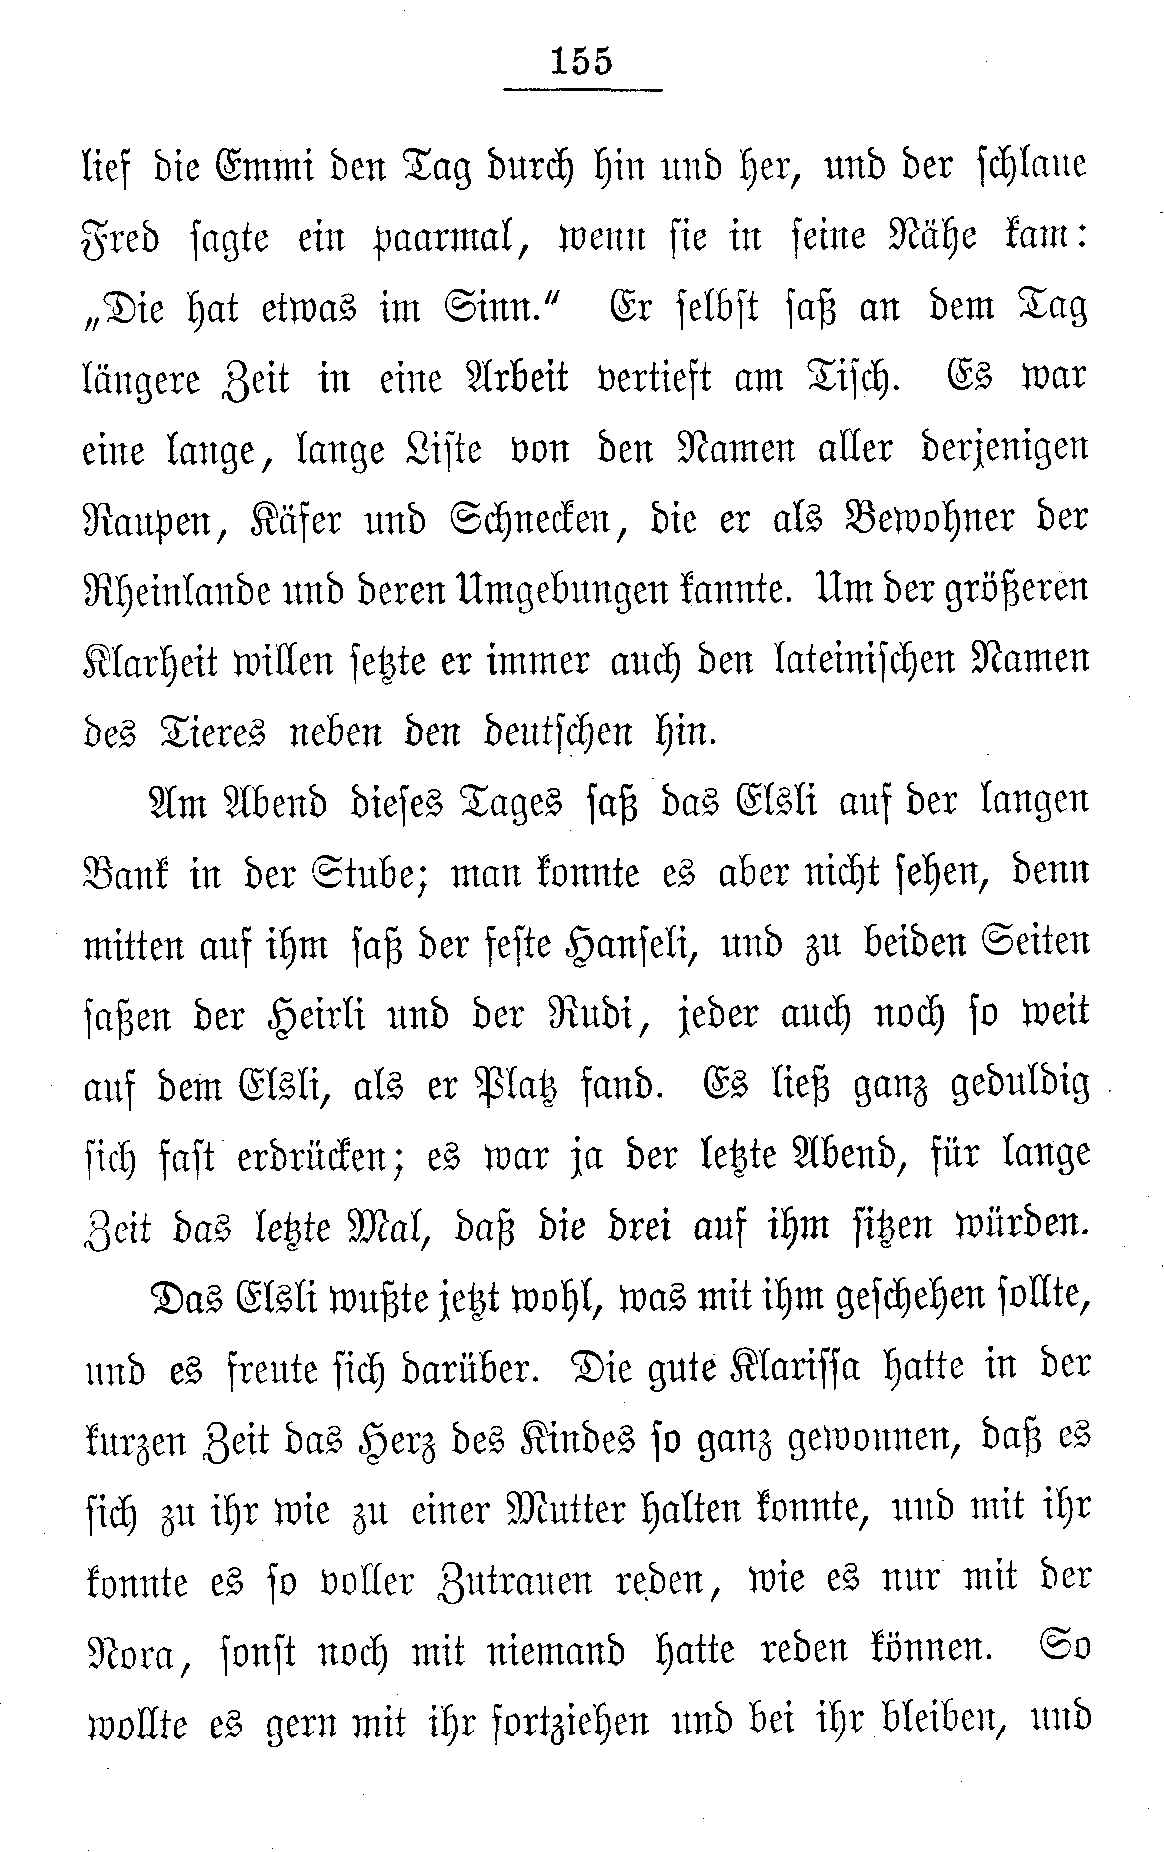 155
lief die Emmi den Tag durch hin und her, und der schlaue
Fred sagte ein paarmal, wenn sie in seine Nähe kam:
„Die hat etwas im Sinn.“ Er selbst saß an dem Tag
längere Zeit in eine Arbeit vertieft am Tisch. Es war
eine lange, lange Liste von den Namen aller derjenigen
Raupen, Käfer und Schnecken, die er als Bewohner der
Rheinlande und deren Umgebungen kannte. Um der größeren
Klarheit willen setzte er immer auch den lateinischen Namen
des Tieres neben den deutschen hin.
Am Abend dieses Tages saß das Elsli auf der langen
Bank in der Stube; man konnte es aber nicht sehen, denn
mitten auf ihm saß der feste Hanseli, und zu beiden Seiten
saßen der Heirli und der Rudi, jeder auch noch so weit
auf dem Elsli, als er Platz fand. Es ließ ganz geduldig
sich fast erdrücken; es war ja der letzte Abend, für lange
Zeit das letzte Mal, daß die drei auf ihm sitzen würden.
Das Elsli wußte jetzt wohl, was mit ihm geschehen sollte,
und es freute sich darüber. Die gute Klarissa hatte in der
kurzen Zeit das Herz des Kindes so ganz gewonnen, daß es
sich zu ihr wie zu einer Mutter halten konnte, und mit ihr
konnte es so voller Zutrauen reden, wie es nur mit der
Nora, sonst noch mit niemand hatte reden können. So
wollte es gern mit ihr fortziehen und bei ihr bleiben, und